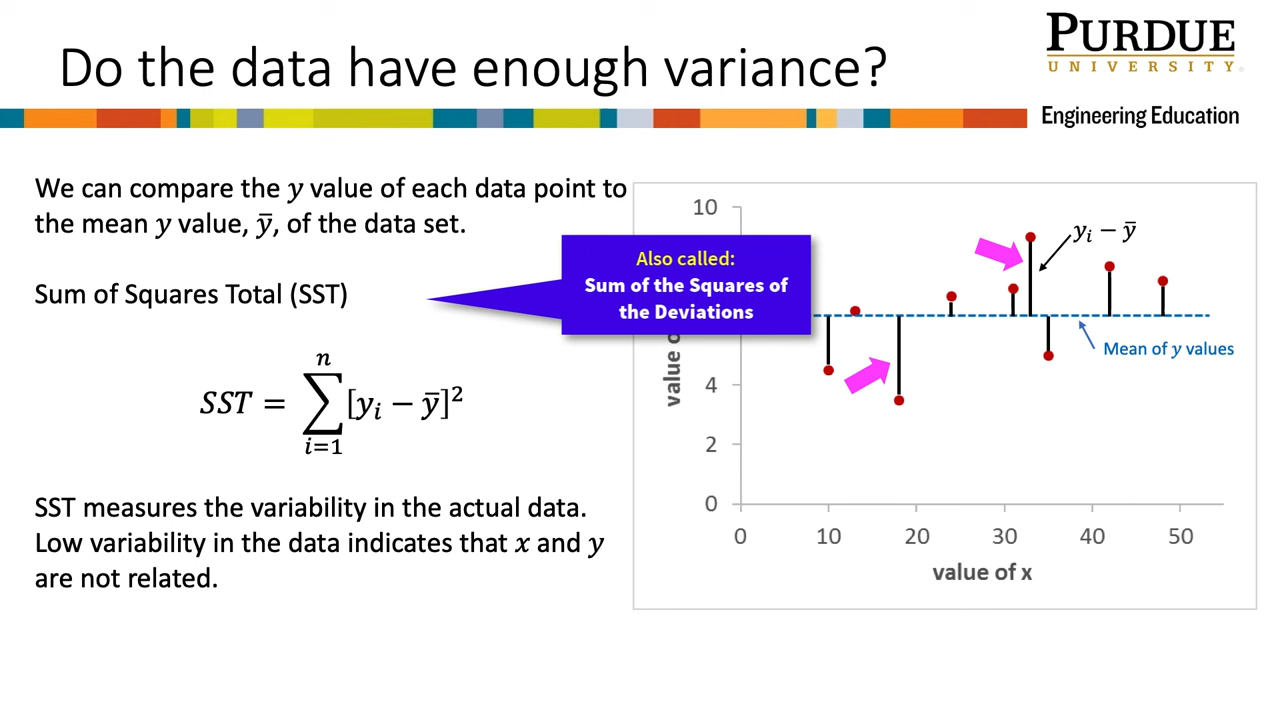 Do the data have enough variance?
PURDUE
UNIVERSITY.
Engineering Education
We can compare the 𝑦 value of each data point to
the mean 𝑦 value, ȳ, of the data set.
Sum of Squares Total (SST)
Also called:
Sum of the Squares of
the Deviations
𝑆𝑆𝑇 = ∑ᵢ₌₁ⁿ [𝑦ᵢ − ȳ]²
SST measures the variability in the actual data.
Low variability in the data indicates that 𝑥 and 𝑦
are not related.
10
𝑦ᵢ − ȳ
Mean of 𝑦 values
4
2
0
value
0 10 20 30 40 50
value of x